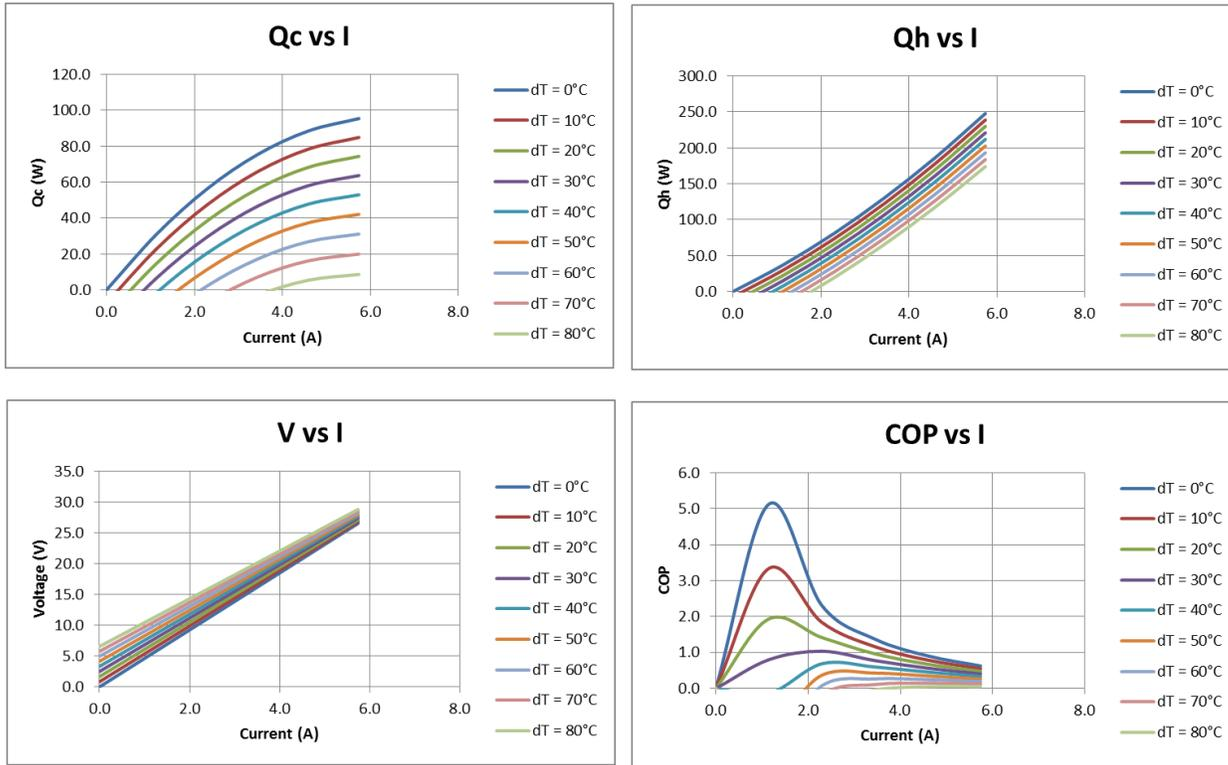 Qc vs I
120.0
100.0
80.0
60.0
40.0
20.0
0.0
Qc (W)
0.0 2.0 4.0 6.0 8.0
Current (A)
dT = 0°C
dT = 10°C
dT = 20°C
dT = 30°C
dT = 40°C
dT = 50°C
dT = 60°C
dT = 70°C
dT = 80°C
Qh vs I
300.0
250.0
200.0
150.0
100.0
50.0
0.0
Qh (W)
0.0 2.0 4.0 6.0 8.0
Current (A)
dT = 0°C
dT = 10°C
dT = 20°C
dT = 30°C
dT = 40°C
dT = 50°C
dT = 60°C
dT = 70°C
dT = 80°C
V vs I
35.0
30.0
25.0
20.0
15.0
10.0
5.0
0.0
Voltage (V)
0.0 2.0 4.0 6.0 8.0
Current (A)
dT = 0°C
dT = 10°C
dT = 20°C
dT = 30°C
dT = 40°C
dT = 50°C
dT = 60°C
dT = 70°C
dT = 80°C
COP vs I
6.0
5.0
4.0
3.0
2.0
1.0
0.0
COP
0.0 2.0 4.0 6.0 8.0
Current (A)
dT = 0°C
dT = 10°C
dT = 20°C
dT = 30°C
dT = 40°C
dT = 50°C
dT = 60°C
dT = 70°C
dT = 80°C